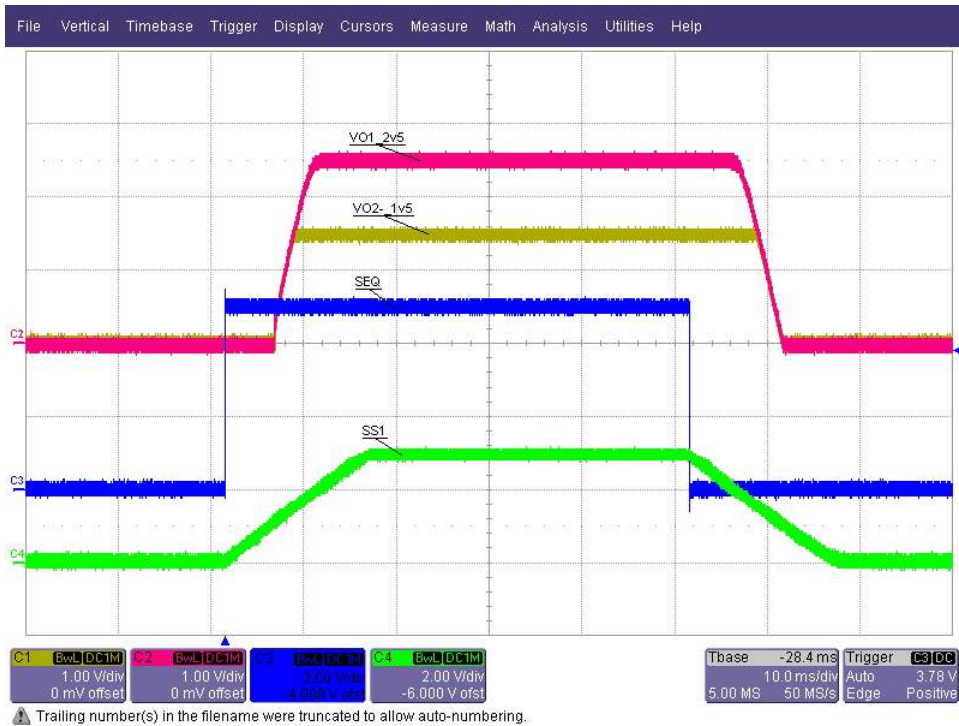 File Vertical Timebase Trigger Display Cursors Measure Math Analysis Utilities Help
VO1_2v5
VO2-_1v5
SEQ
C2
SS1
C3
C4
C1 BwL DC1M C2 BwL DC1M C3 BwL DC1M C4 BwL DC1M Tbase -28.4 ms Trigger C3 DC
1.00 V/div 1.00 V/div 2.00 V/div 2.00 V/div 10.0 ms/div Auto 3.78 V
0 mV offset 0 mV offset -4.000 V ofst -6.000 V ofst 5.00 MS 50 MS/s Edge Positive
Trailing number(s) in the filename were truncated to allow auto-numbering.